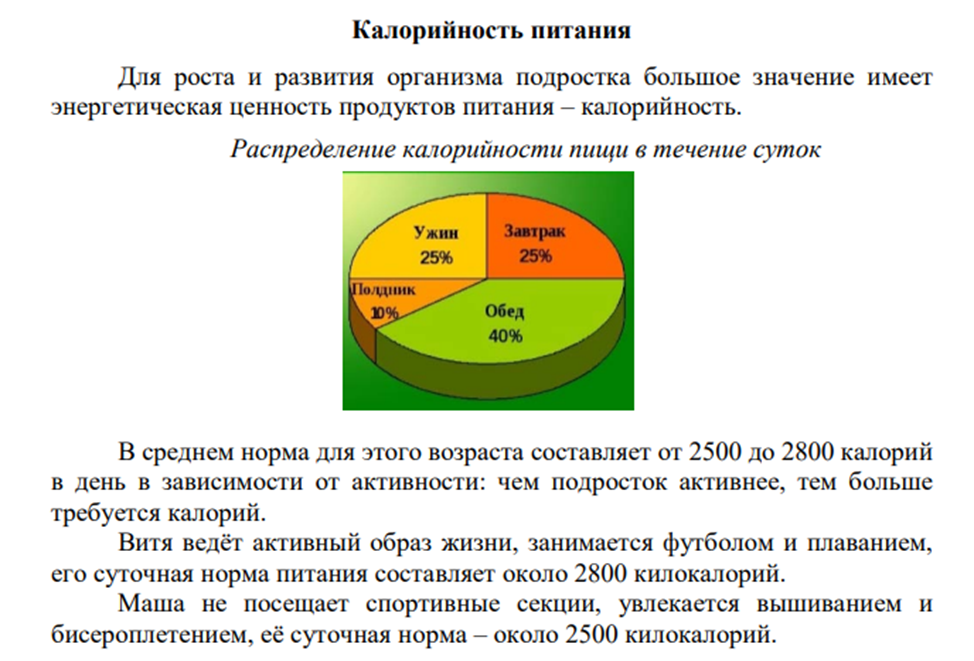 Калорийность питания
Для роста и развития организма подростка большое значение имеет
энергетическая ценность продуктов питания – калорийность.
Распределение калорийности пищи в течение суток
Ужин
25%
Завтрак
25%
Полдник
10%
Обед
40%
В среднем норма для этого возраста составляет от 2500 до 2800 калорий
в день в зависимости от активности: чем подросток активнее, тем больше
требуется калорий.
Витя ведёт активный образ жизни, занимается футболом и плаванием,
его суточная норма питания составляет около 2800 килокалорий.
Маша не посещает спортивные секции, увлекается вышиванием и
бисероплетением, её суточная норма – около 2500 килокалорий.